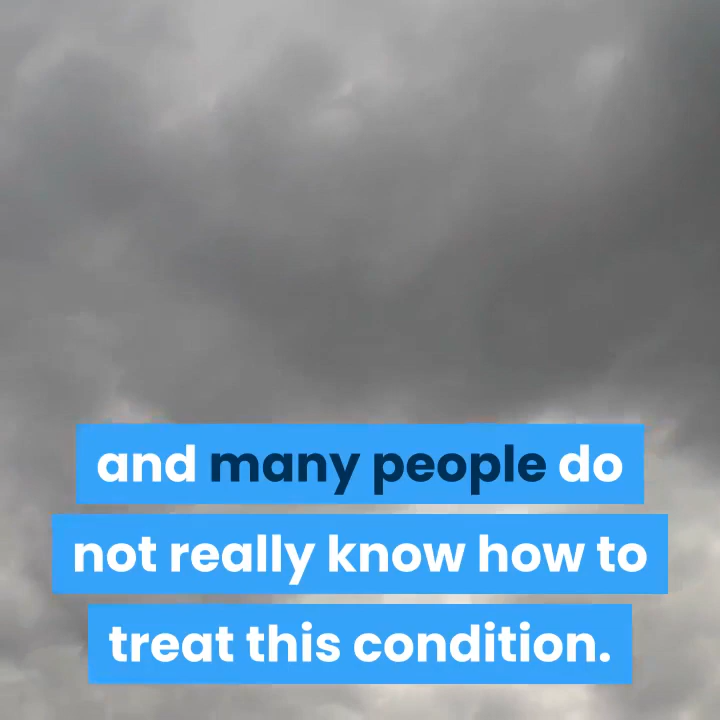 and many people do
not really know how to
treat this condition.